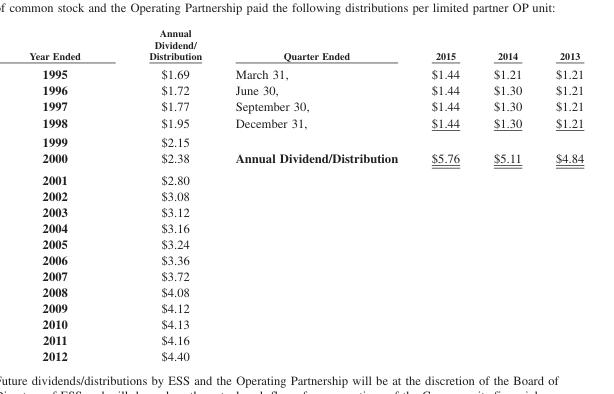 of common stock and the Operating Partnership paid the following distributions per limited partner OP unit:
Annual
Dividend/
Year Ended Distribution Quarter Ended 2015 2014 2013
1995 $1.69 March 31, $1.44 $1.21 $1.21
1996 $1.72 June 30, $1.44 $1.30 $1.21
1997 $1.77 September 30, $1.44 $1.30 $1.21
1998 $1.95 December 31, $1.44 $1.30 $1.21
1999 $2.15
2000 $2.38 Annual Dividend/Distribution $5.76 $5.11 $4.84
2001 $2.80
2002 $3.08
2003 $3.12
2004 $3.16
2005 $3.24
2006 $3.36
2007 $3.72
2008 $4.08
2009 $4.12
2010 $4.13
2011 $4.16
2012 $4.40
Future dividends/distributions by ESS and the Operating Partnership will be at the discretion of the Board of